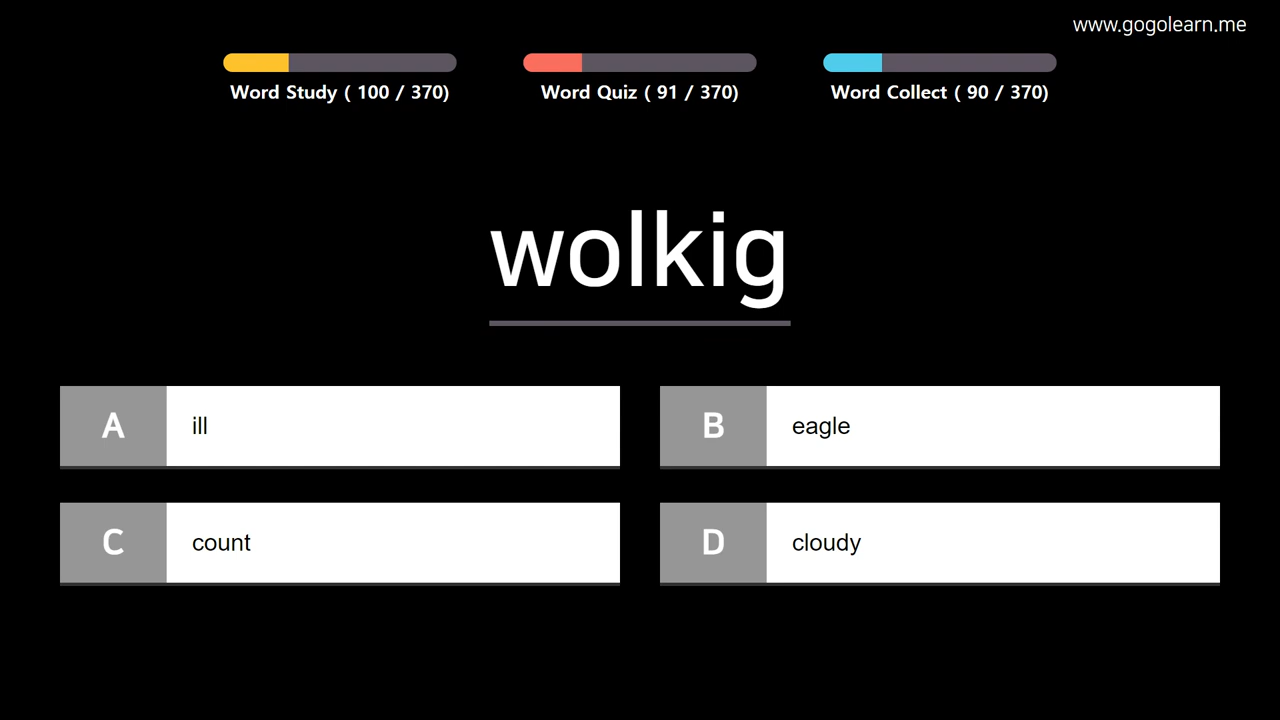 www.gogolearn.me
Word Study ( 100 / 370)
Word Quiz ( 91 / 370)
Word Collect ( 90 / 370)
wolkig
A ill
B eagle
C count
D cloudy